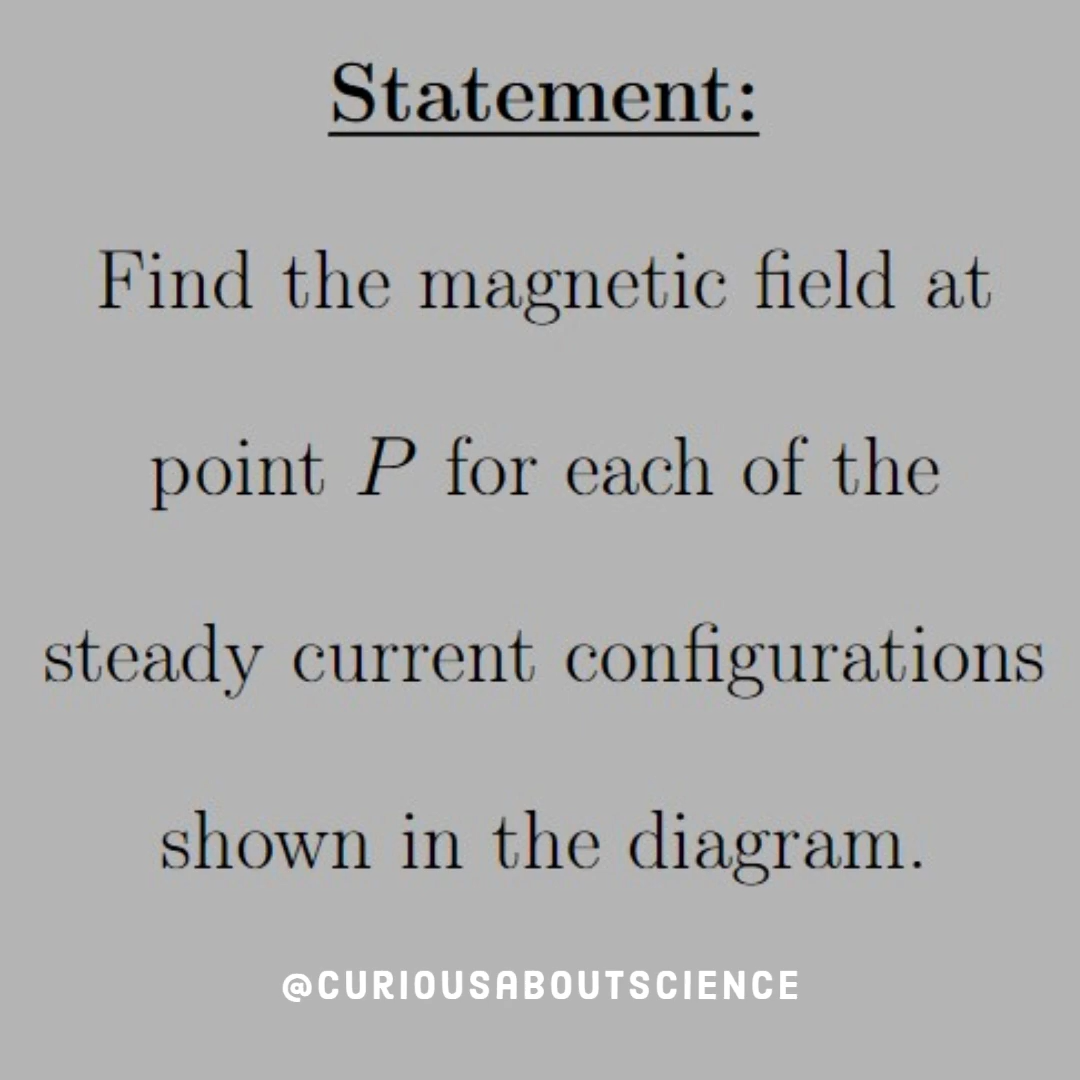 Statement:
Find the magnetic field at
point P for each of the
steady current configurations
shown in the diagram.
@CURIOUSABOUTSCIENCE